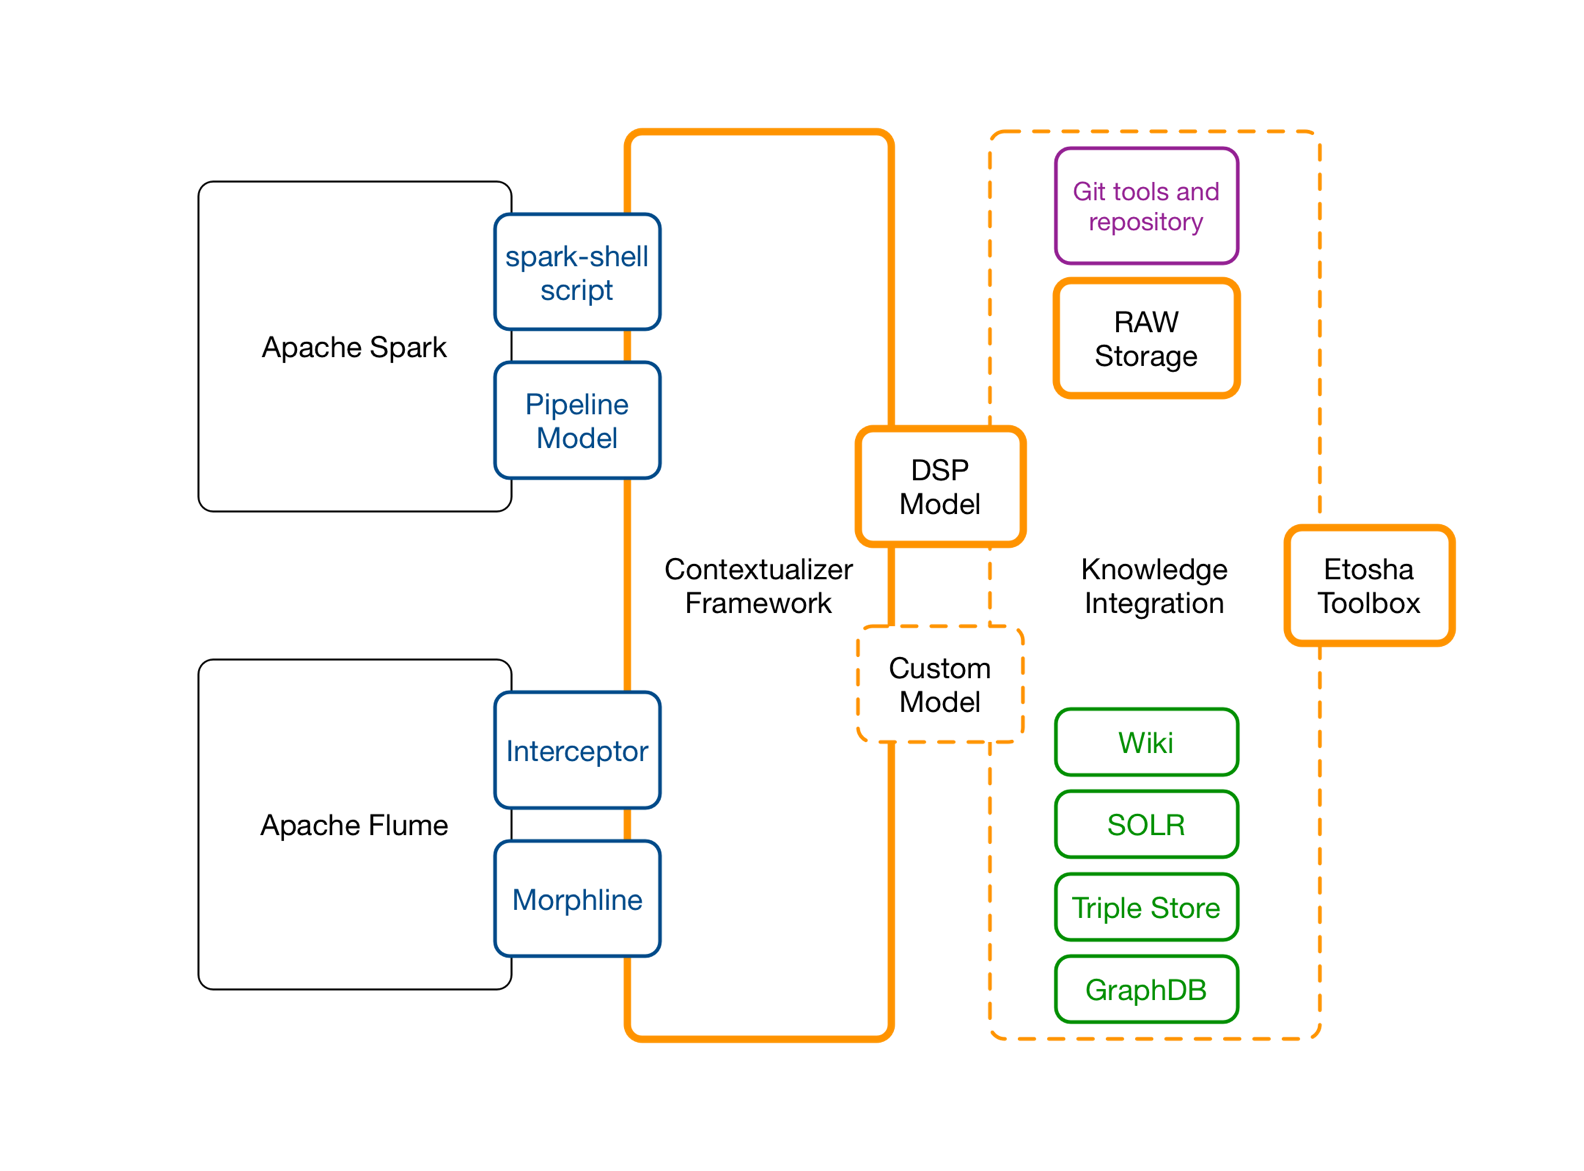 Apache Spark
spark-shell
script
Pipeline
Model
Apache Flume
Interceptor
Morphline
Contextualizer
Framework
DSP
Model
Custom
Model
Git tools and
repository
RAW
Storage
Knowledge
Integration
Wiki
SOLR
Triple Store
GraphDB
Etosha
Toolbox